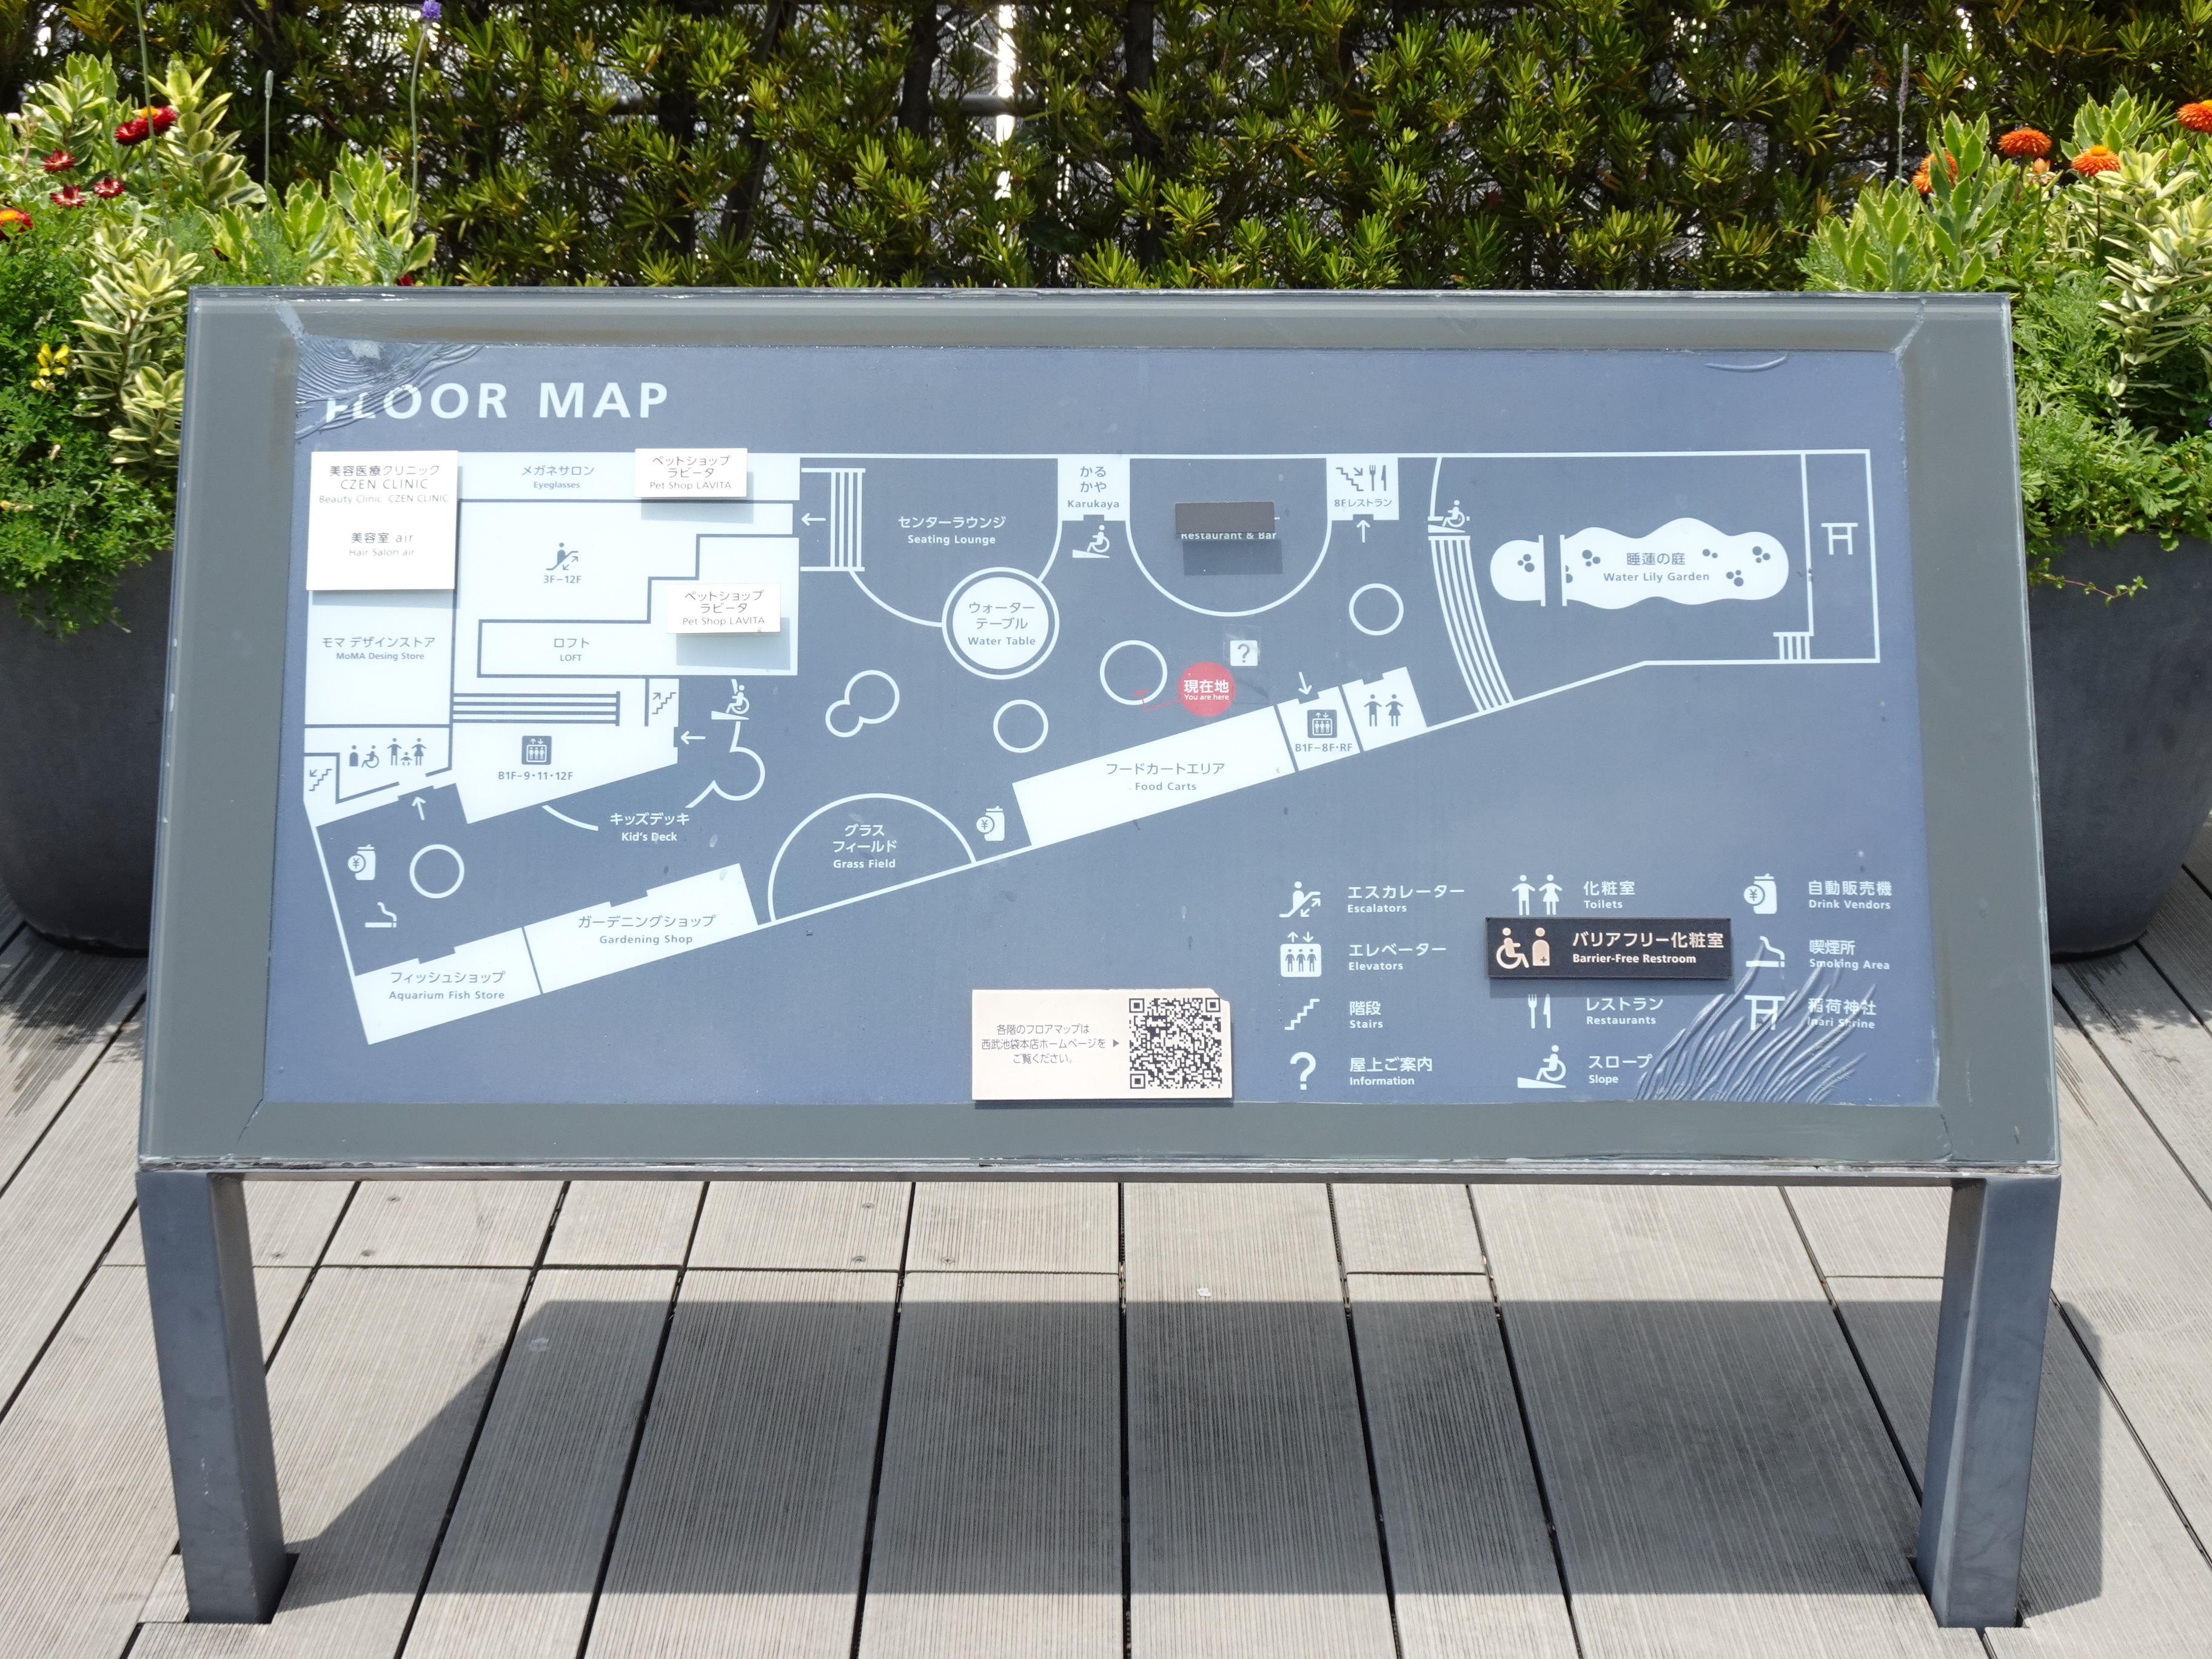 FLOOR MAP
美容医療クリニック
CZEN CLINIC
Beauty Clinic CZEN CLINIC
美容室 air
Hair Salon air
メガネサロン
Eyeglasses
ペットショップ
ラビータ
Pet Shop LAVITA
3F−12F
ペットショップ
ラビータ
Pet Shop LAVITA
モマ デザインストア
MoMA Desing Store
ロフト
LOFT
B1F−9・11・12F
センターラウンジ
Seating Lounge
かる
かや
Karukaya
Restaurant & Bar
8Fレストラン
睡蓮の庭
Water Lily Garden
ウォーター
テーブル
Water Table
?
現在地
You are here
B1F−8F・RF
フードカートエリア
Food Carts
キッズデッキ
Kid's Deck
グラス
フィールド
Grass Field
¥
¥
ガーデニングショップ
Gardening Shop
フィッシュショップ
Aquarium Fish Store
各階のフロアマップは
西武池袋本店ホームページを
ご覧ください。
エスカレーター
Escalators
エレベーター
Elevators
階段
Stairs
?
屋上ご案内
Information
化粧室
Toilets
バリアフリー化粧室
Barrier-Free Restroom
レストラン
Restaurants
スロープ
Slope
¥
自動販売機
Drink Vendors
喫煙所
Smoking Area
稲荷神社
Inari Shrine